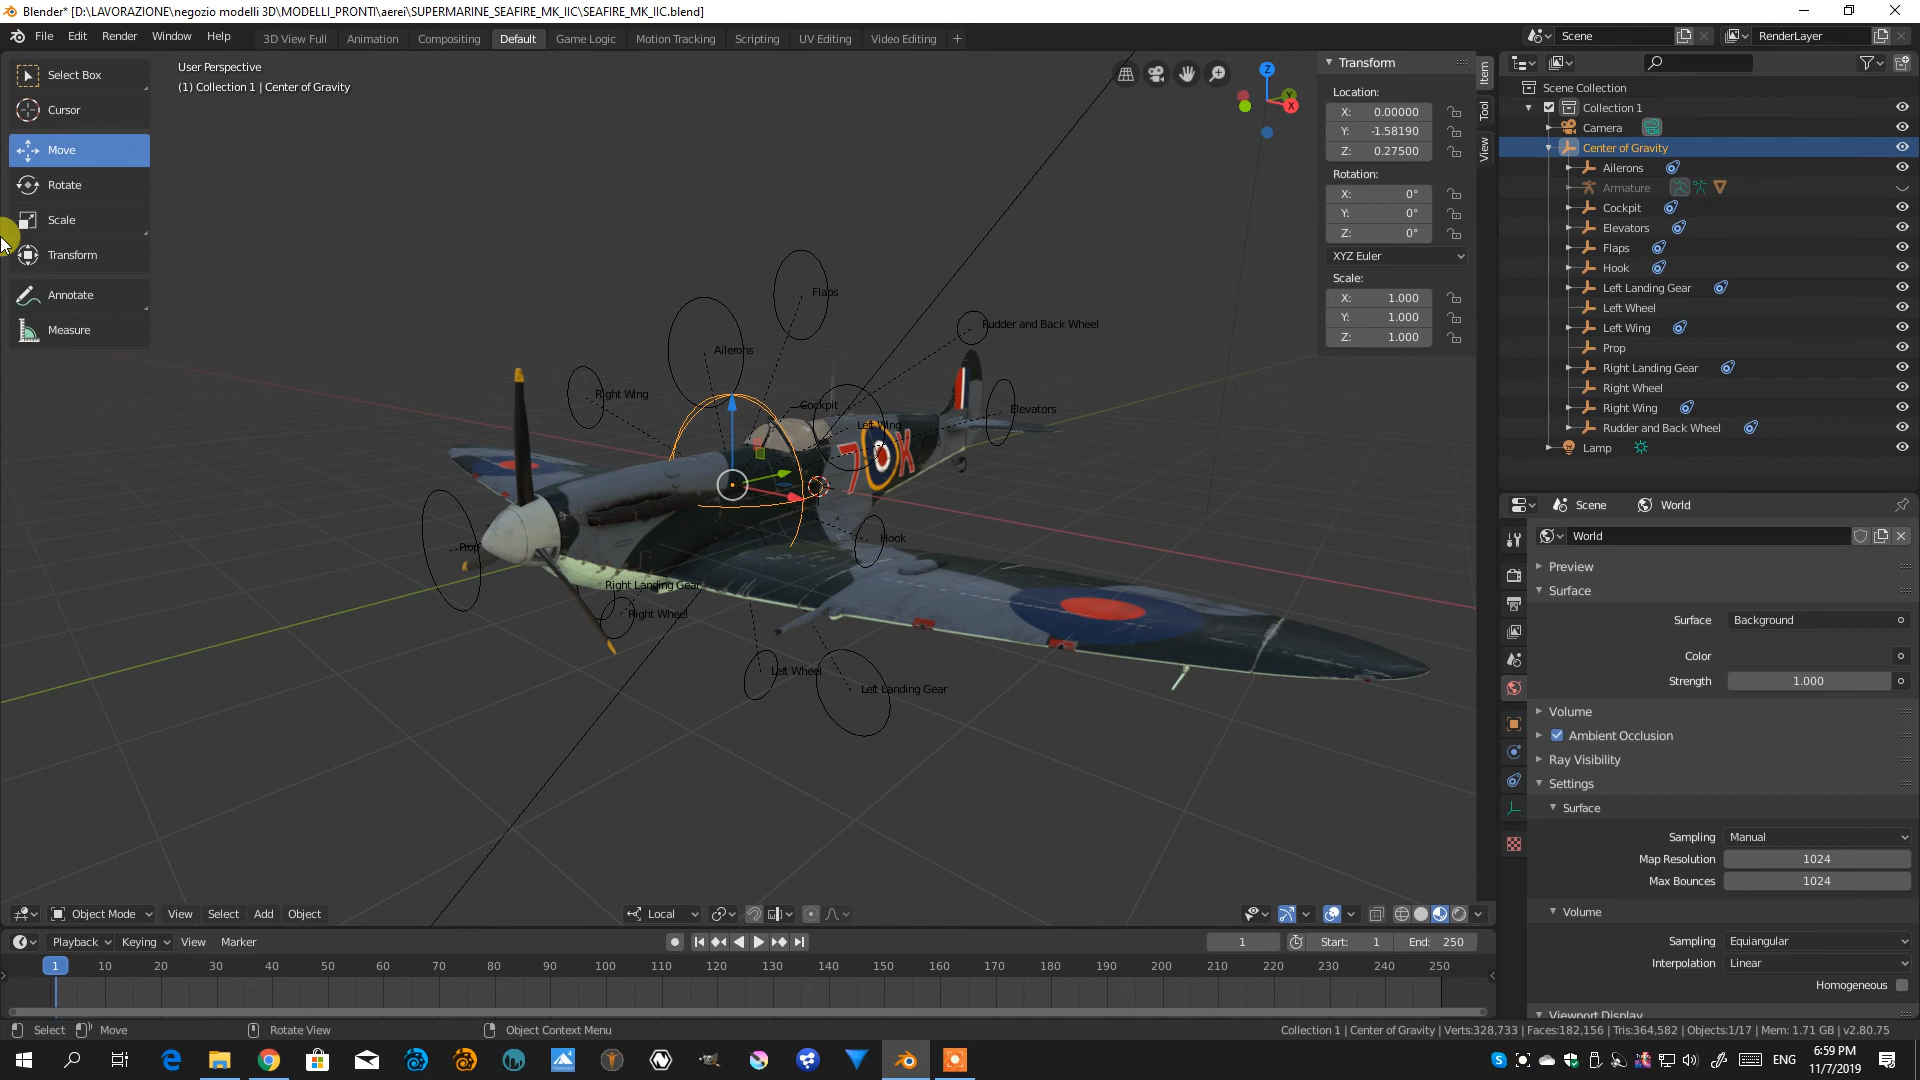 Blender* [D:\LAVORAZIONE\negozio modelli 3D\MODELLI_PRONTI\aerei\SUPERMARINE_SEAFIRE_MK_IIC\SEAFIRE_MK_IIC.blend]
File Edit Render Window Help 3D View Full Animation Compositing Default Game Logic Motion Tracking Scripting UV Editing Video Editing + Scene RenderLayer
Select Box
Cursor
Move
Rotate
Scale
Transform
Annotate
Measure
User Perspective
(1) Collection 1 | Center of Gravity
Z
Y
X
Flaps
Rudder and Back Wheel
Ailerons
Right Wing
Cockpit
Left Wing
Elevators
7 K
Hook
Prop
Right Landing Gear
Right Wheel
Left Wheel
Left Landing Gear
Transform
Location:
X: 0.00000
Y: -1.58190
Z: 0.27500
Rotation:
X: 0°
Y: 0°
Z: 0°
XYZ Euler
Scale:
X: 1.000
Y: 1.000
Z: 1.000
Item
Tool
View
Scene Collection
Collection 1
Camera
Center of Gravity
Ailerons
Armature
Cockpit
Elevators
Flaps
Hook
Left Landing Gear
Left Wheel
Left Wing
Prop
Right Landing Gear
Right Wheel
Right Wing
Rudder and Back Wheel
Lamp
Scene World
World
Preview
Surface
Surface Background
Color
Strength 1.000
Volume
Ambient Occlusion
Ray Visibility
Settings
Surface
Sampling Manual
Map Resolution 1024
Max Bounces 1024
Volume
Sampling Equiangular
Interpolation Linear
Homogeneous
Viewport Display
Object Mode View Select Add Object Local
Playback Keying View Marker 1 Start: 1 End: 250
1 10 20 30 40 50 60 70 80 90 100 110 120 130 140 150 160 170 180 190 200 210 220 230 240 250
Select Move Rotate View Object Context Menu Collection 1 | Center of Gravity | Verts:328,733 | Faces:182,156 | Tris:364,582 | Objects:1/17 | Mem: 1.71 GB | v2.80.75
ENG
6:59 PM
11/7/2019